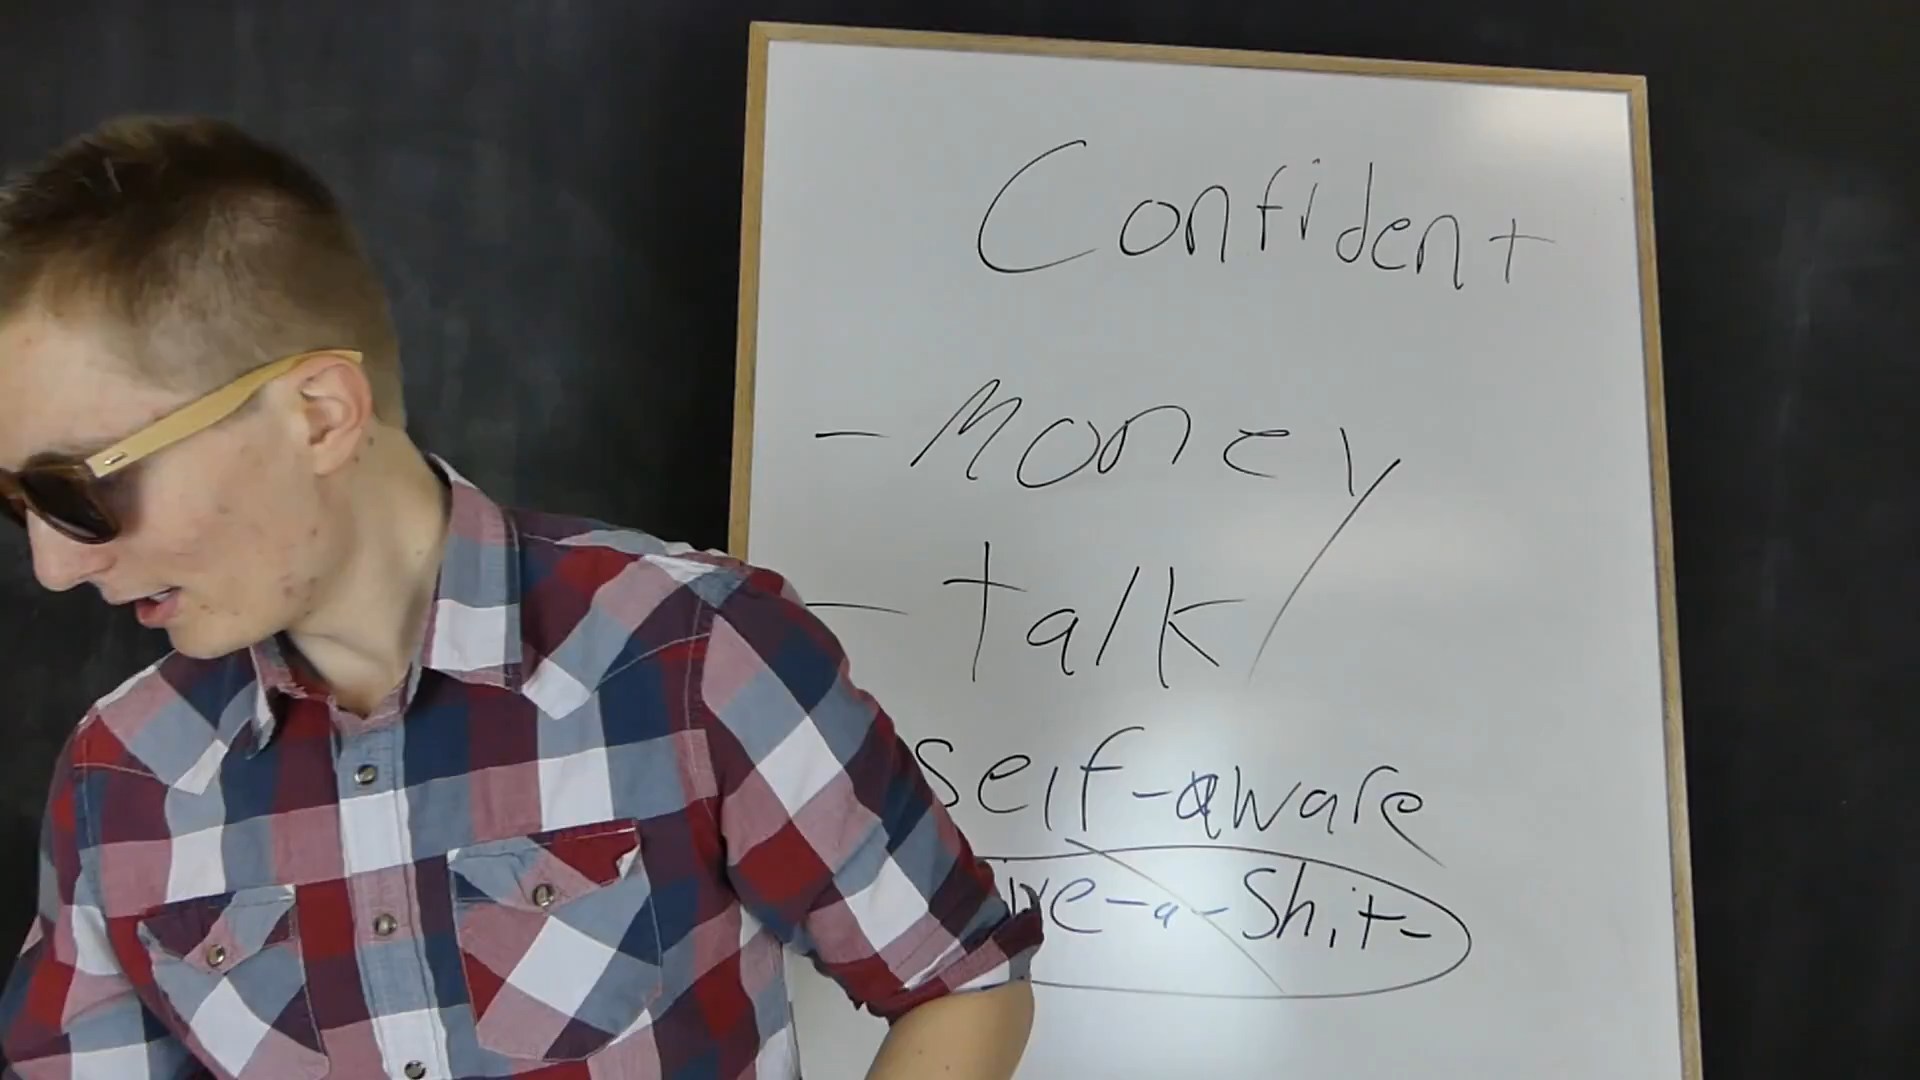 Confident
- Money
- talk
self-aware
ve-a-Shit-